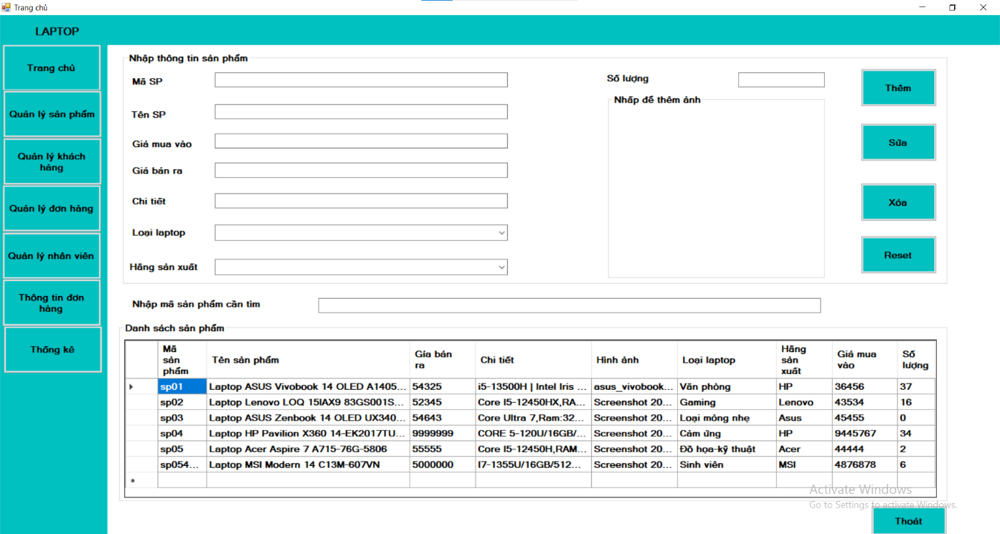 Trang chủ
LAPTOP
Trang chủ
Quản lý sản phẩm
Quản lý khách
hàng
Quản lý đơn hàng
Quản lý nhân viên
Thông tin đơn
hàng
Thống kê
Nhập thông tin sản phẩm
Mã SP
Tên SP
Giá mua vào
Giá bán ra
Chi tiết
Loại laptop
Hãng sản xuất
Số lượng
Nhấp để thêm ảnh
Thêm
Sửa
Xóa
Reset
Nhập mã sản phẩm cần tìm
Danh sách sản phẩm
Mã sản phẩm Tên sản phẩm Gía bán ra Chi tiết Hình ảnh Loại laptop Hãng sản xuất Giá mua vào Số lượng
sp01 Laptop ASUS Vivobook 14 OLED A1405... 54325 i5-13500H | Intel Iris ... asus_vivobook... Văn phòng HP 36456 37
sp02 Laptop Lenovo LOQ 15IAX9 83GS001S... 52345 Core I5-12450HX,RA... Screenshot 20... Gaming Lenovo 43534 16
sp03 Laptop ASUS Zenbook 14 OLED UX340... 54643 Core Ultra 7,Ram:32... Screenshot 20... Loại mỏng nhẹ Asus 45455 0
sp04 Laptop HP Pavilion X360 14-EK2017TU... 9999999 CORE 5-120U/16GB/... Screenshot 20... Cảm ứng HP 9445767 34
sp05 Laptop Acer Aspire 7 A715-76G-5806 55555 Core I5-12450H,RAM... Screenshot 20... Đồ họa-kỹ thuật Acer 44444 2
sp054... Laptop MSI Modern 14 C13M-607VN 5000000 I7-1355U/16GB/512... Screenshot 20... Sinh viên MSI 4876878 6
Activate Windows
Go to Settings to activate Windows.
Thoát